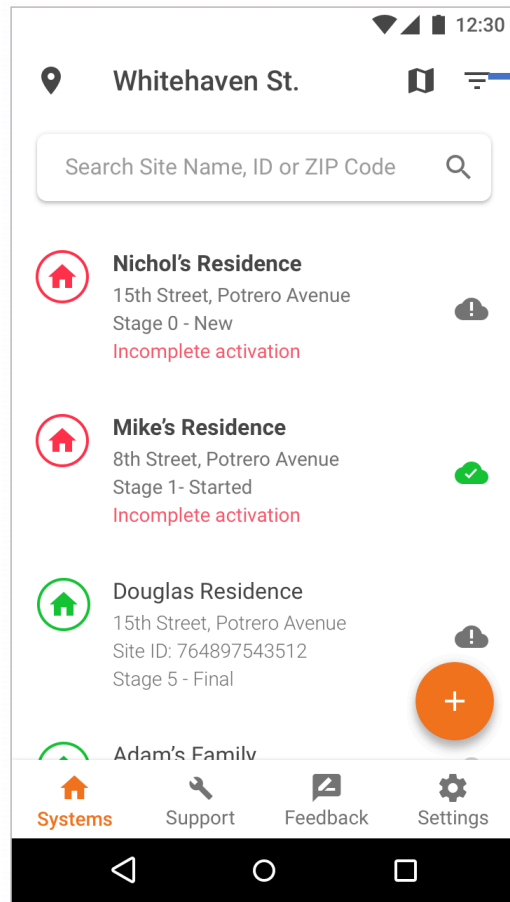 12:30
Whitehaven St.
Search Site Name, ID or ZIP Code
Nichol's Residence
15th Street, Potrero Avenue
Stage 0 - New
Incomplete activation
Mike's Residence
8th Street, Potrero Avenue
Stage 1- Started
Incomplete activation
Douglas Residence
15th Street, Potrero Avenue
Site ID: 764897543512
Stage 5 - Final
Adam's Family
Systems Support Feedback Settings